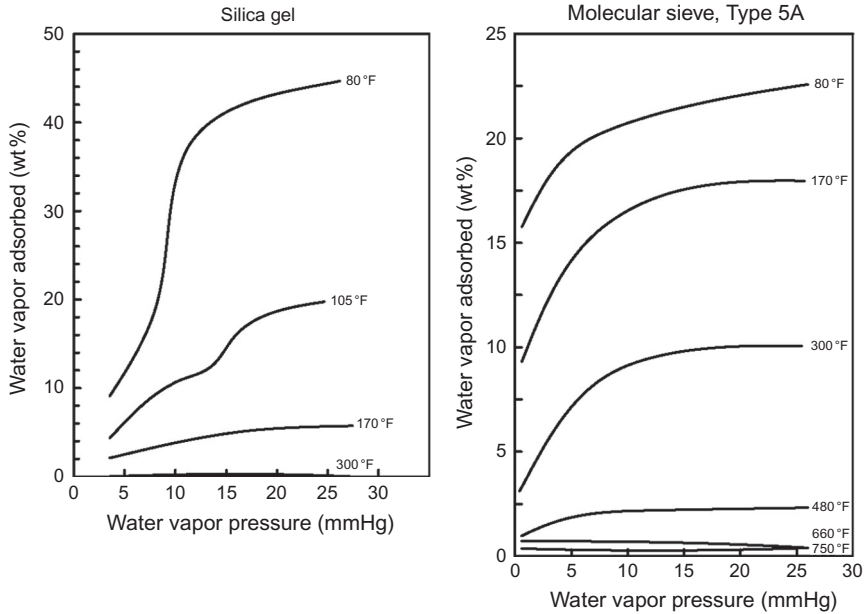 Silica gel
50
40
30
20
10
0
Water vapor adsorbed (wt %)
80 °F
105 °F
170 °F
300 °F
0 5 10 15 20 25 30
Water vapor pressure (mmHg)
Molecular sieve, Type 5A
25
20
15
10
5
0
Water vapor adsorbed (wt %)
80 °F
170 °F
300 °F
480 °F
660 °F
750 °F
0 5 10 15 20 25 30
Water vapor pressure (mmHg)